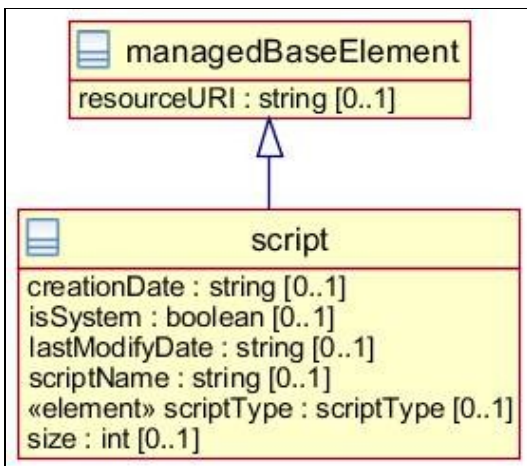 managedBaseElement
resourceURI : string [0..1]
script
creationDate : string [0..1]
isSystem : boolean [0..1]
lastModifyDate : string [0..1]
scriptName : string [0..1]
«element» scriptType : scriptType [0..1]
size : int [0..1]